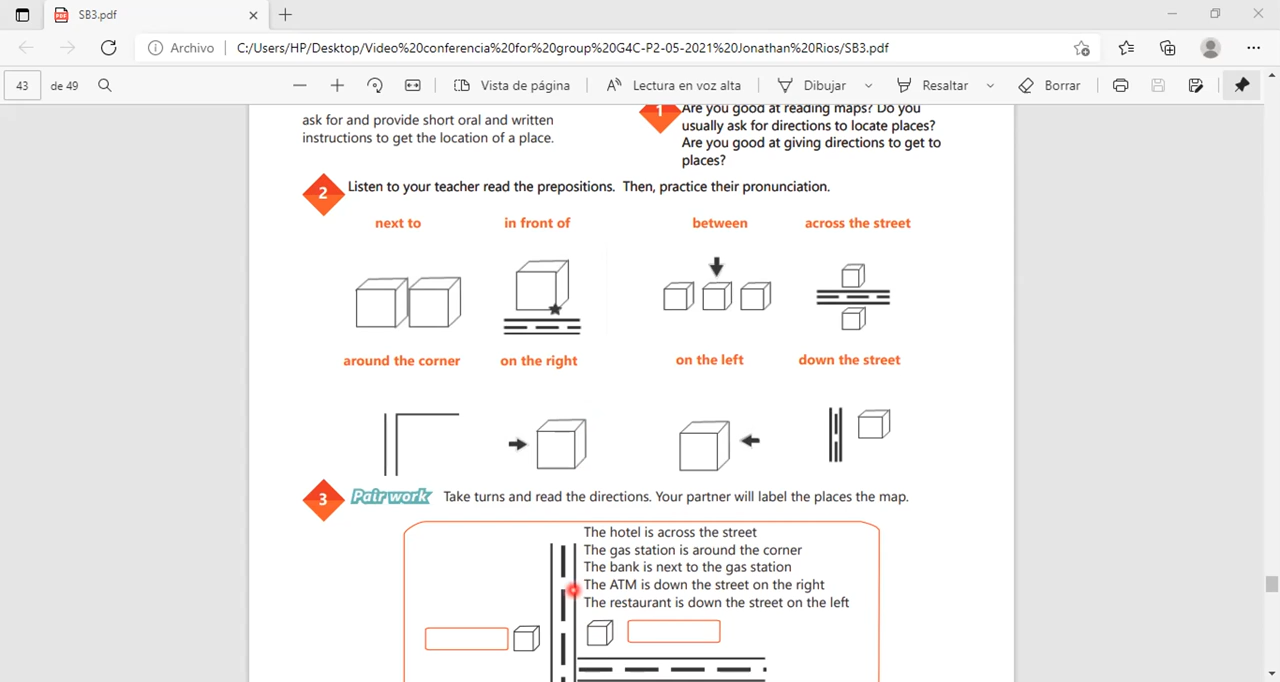 SB3.pdf
Archivo
C:/Users/HP/Desktop/Video%20conferencia%20for%20group%20G4C-P2-05-2021%20Jonathan%20Rios/SB3.pdf
43
de 49
Vista de página
Lectura en voz alta
Dibujar
Resaltar
Borrar
ask for and provide short oral and written
instructions to get the location of a place.
1
Are you good at reading maps? Do you
usually ask for directions to locate places?
Are you good at giving directions to get to
places?
2
Listen to your teacher read the prepositions. Then, practice their pronunciation.
next to
in front of
between
across the street
around the corner
on the right
on the left
down the street
3
Pair work
Take turns and read the directions. Your partner will label the places the map.
The hotel is across the street
The gas station is around the corner
The bank is next to the gas station
The ATM is down the street on the right
The restaurant is down the street on the left